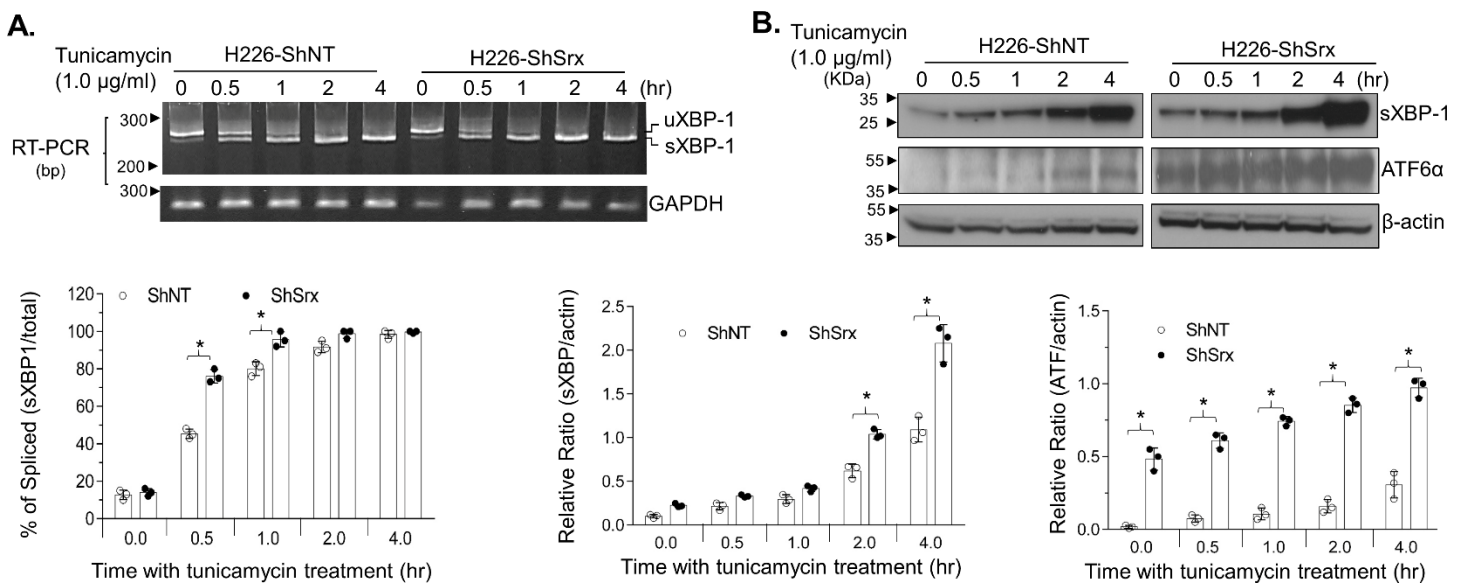 A.
Tunicamycin
(1.0 µg/ml)
H226-ShNT
H226-ShSrx
0 0.5 1 2 4 0 0.5 1 2 4 (hr)
RT-PCR
(bp)
300
200
uXBP-1
sXBP-1
300
GAPDH
B.
Tunicamycin
(1.0 µg/ml)
(KDa)
H226-ShNT
H226-ShSrx
0 0.5 1 2 4 0 0.5 1 2 4 (hr)
35
25
sXBP-1
55
35
ATF6α
55
35
β-actin
% of Spliced (sXBP1/total)
ShNT ShSrx
120
100
80
60
40
20
0
* *
0.0 0.5 1.0 2.0 4.0
Time with tunicamycin treatment (hr)
Relative Ratio (sXBP/actin)
ShNT ShSrx
2.5
2.0
1.5
1.0
0.5
0.0
* *
0.0 0.5 1.0 2.0 4.0
Time with tunicamycin treatment (hr)
Relative Ratio (ATF/actin)
ShNT
ShSrx
1.5
1.0
0.5
0.0
* * * * *
0.0 0.5 1.0 2.0 4.0
Time with tunicamycin treatment (hr)